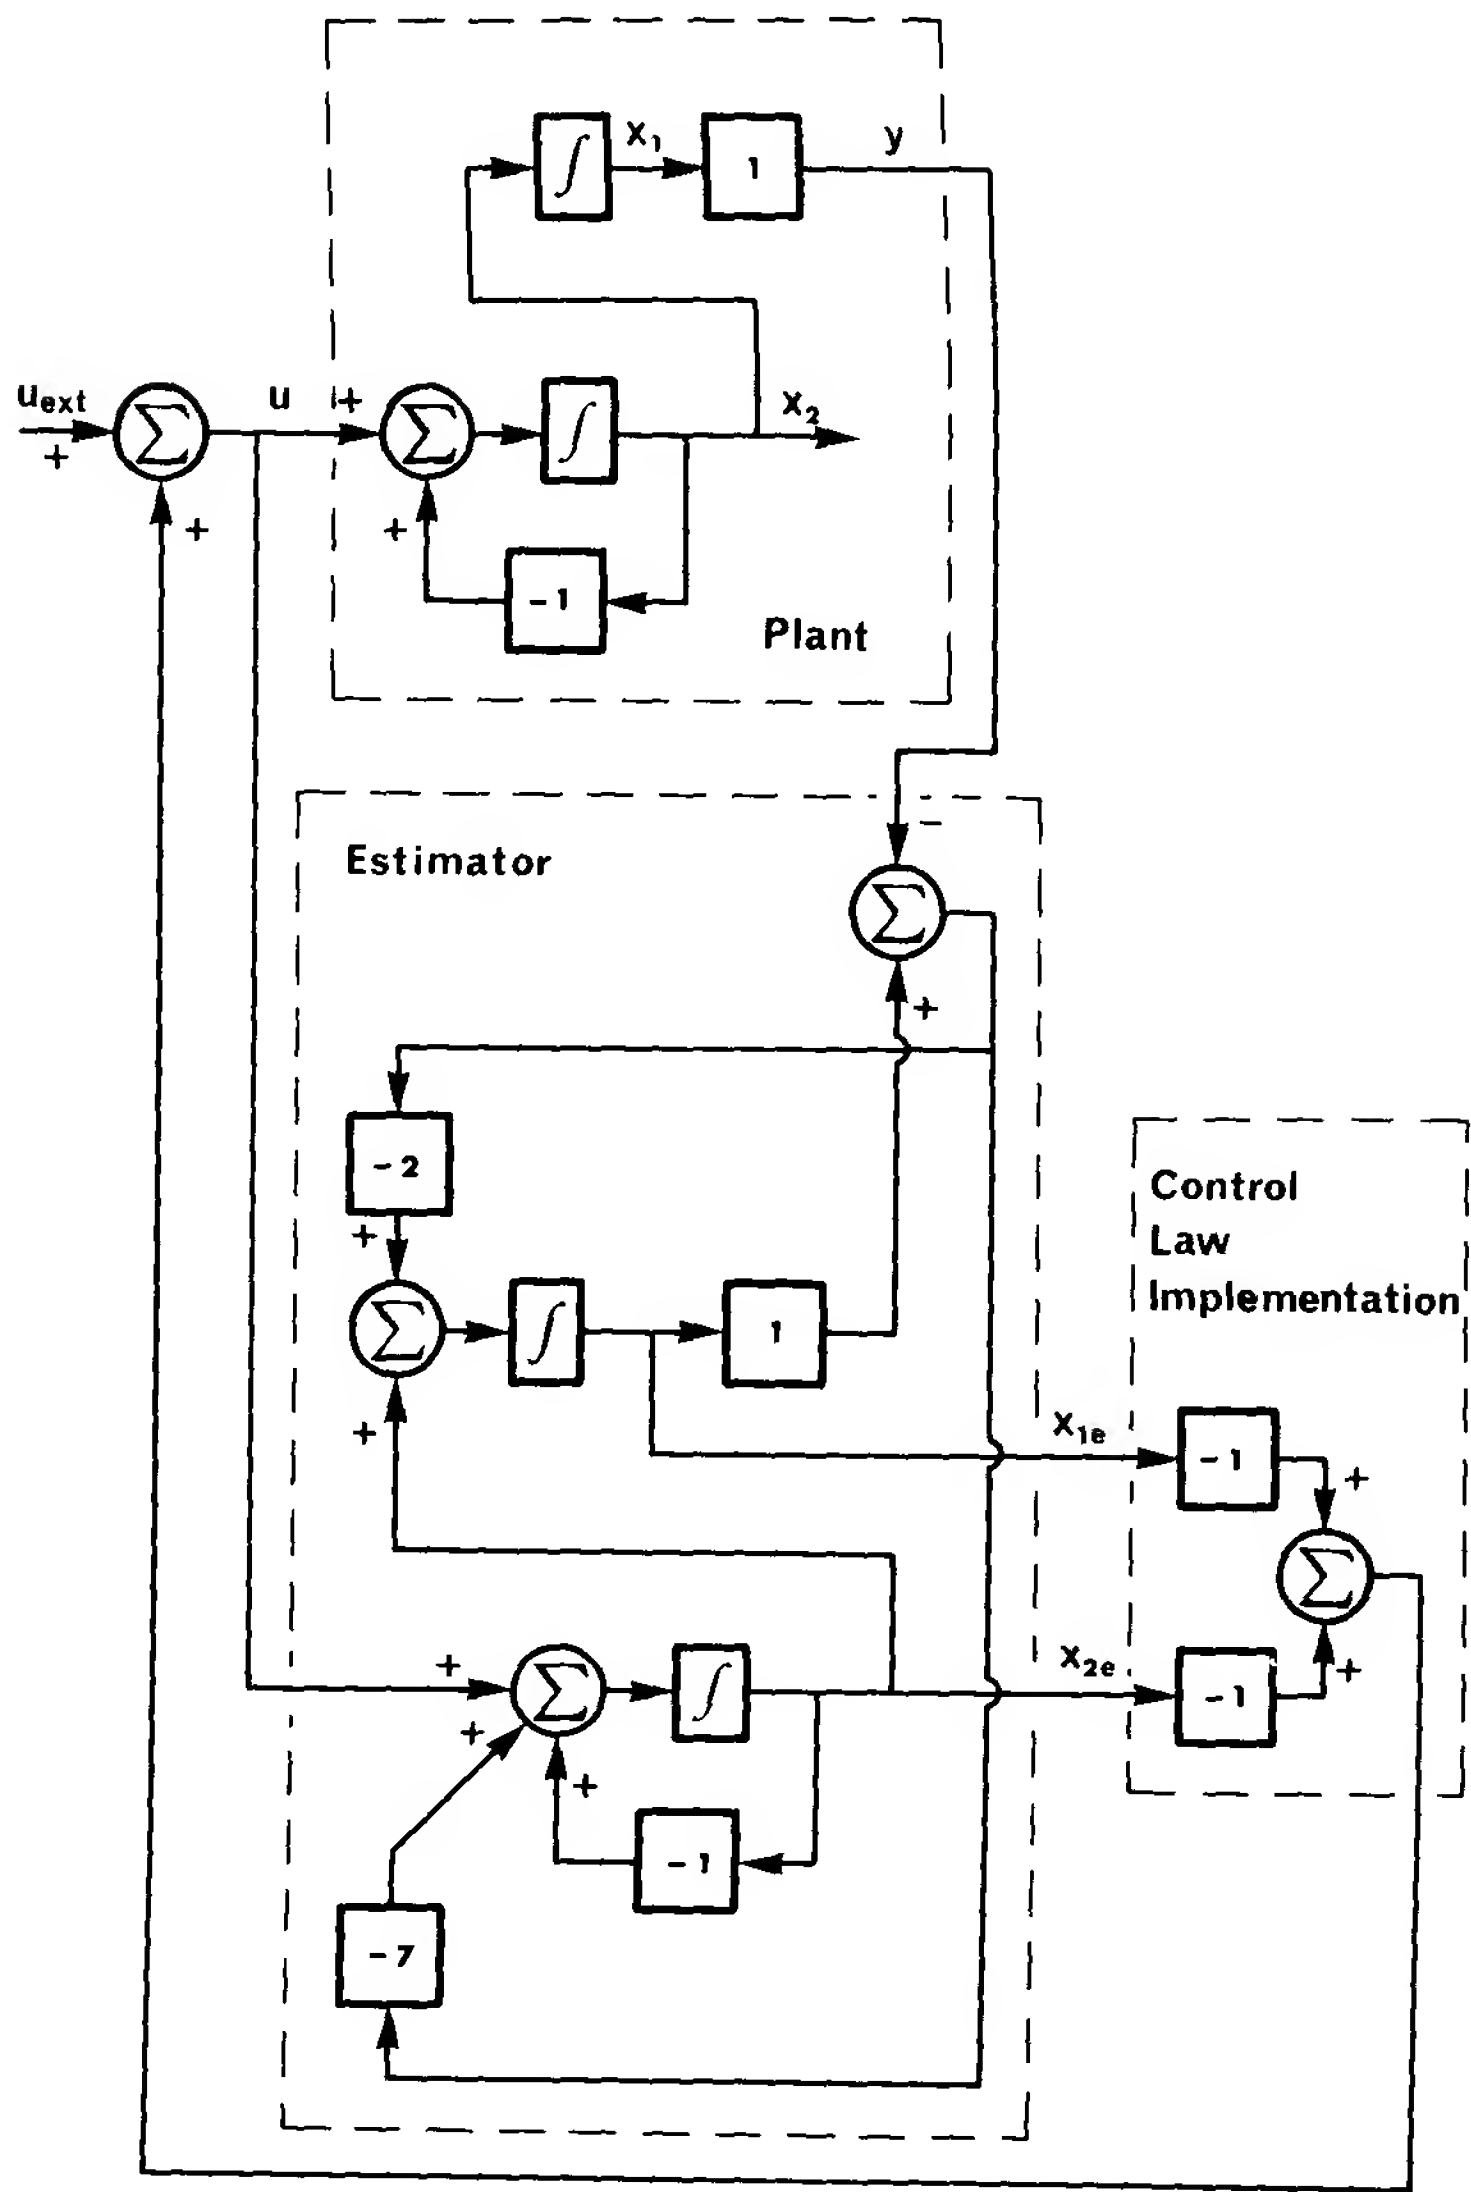 x₁
1
y
∫
u_ext
+
Σ
u
+
Σ
∫
x₂
+
+
-1
Plant
Estimator
-
Σ
+
-2
+
Σ
∫
1
+
Control
Law
Implementation
x₁ₑ
-1
+
Σ
+
Σ
∫
x₂ₑ
-1
+
+
+
-1
-7